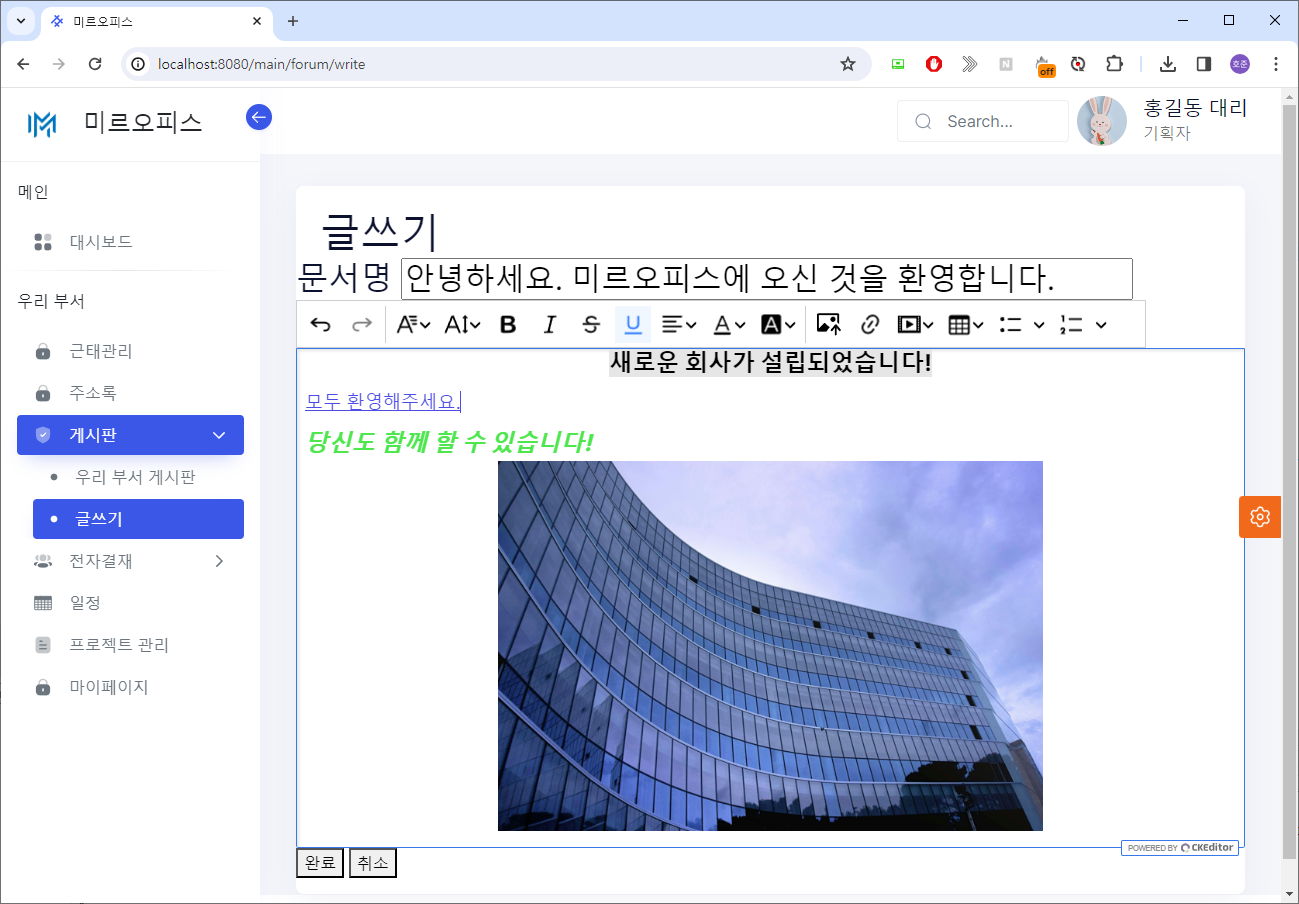 미르오피스
localhost:8080/main/forum/write
off
호준
미르오피스
Search...
홍길동 대리
기획자
메인
대시보드
우리 부서
근태관리
주소록
게시판
우리 부서 게시판
글쓰기
전자결재
일정
프로젝트 관리
마이페이지
글쓰기
문서명 안녕하세요. 미르오피스에 오신 것을 환영합니다.
새로운 회사가 설립되었습니다!
모두 환영해주세요.
당신도 함께 할 수 있습니다!
POWERED BY CKEditor
완료 취소